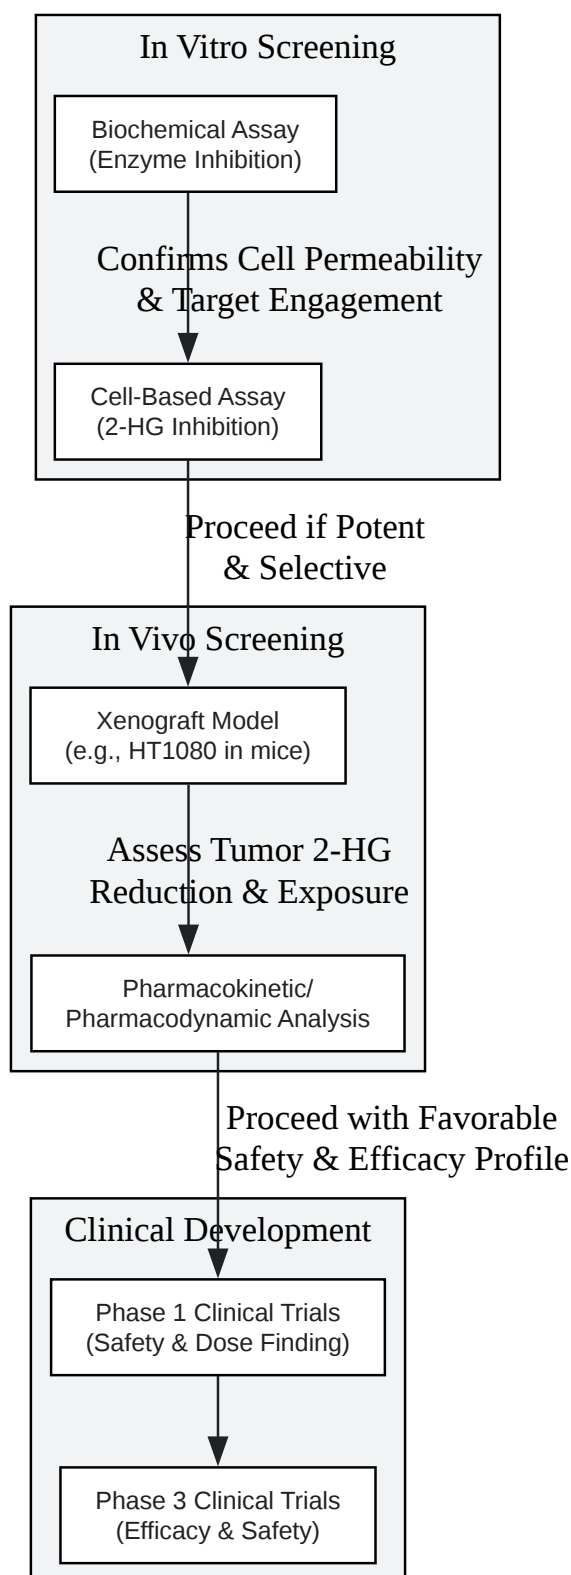 In Vitro Screening
Biochemical Assay
(Enzyme Inhibition)
Confirms Cell Permeability
& Target Engagement
Cell-Based Assay
(2-HG Inhibition)
Proceed if Potent
& Selective
In Vivo Screening
Xenograft Model
(e.g., HT1080 in mice)
Assess Tumor 2-HG
Reduction & Exposure
Pharmacokinetic/
Pharmacodynamic Analysis
Proceed with Favorable
Safety & Efficacy Profile
Clinical Development
Phase 1 Clinical Trials
(Safety & Dose Finding)
Phase 3 Clinical Trials
(Efficacy & Safety)